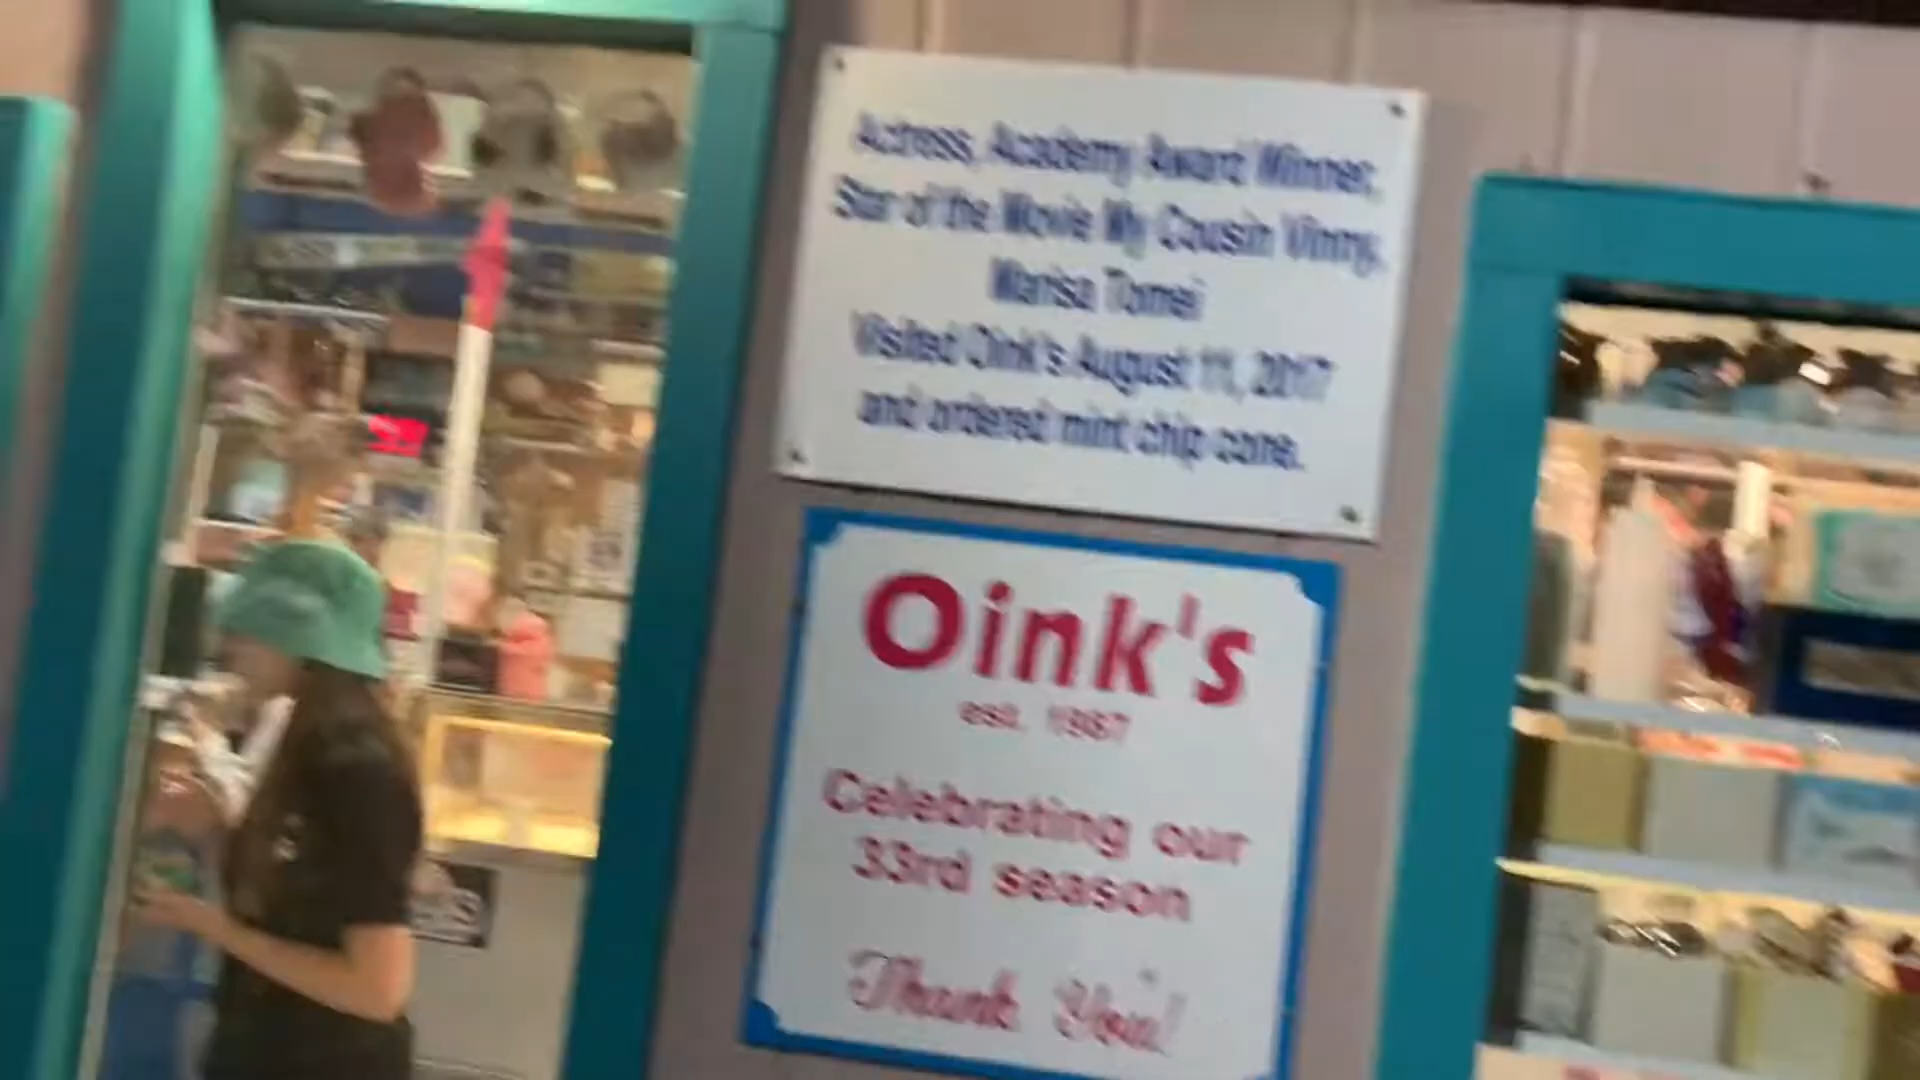 Actress, Academy Award Winner,
Star of the Movie My Cousin Vinny,
Marisa Tomei
Visited Oink's August 11, 2017
and ordered mint chip cone.
Oink's
est. 1987
Celebrating our
33rd season
Thank You!